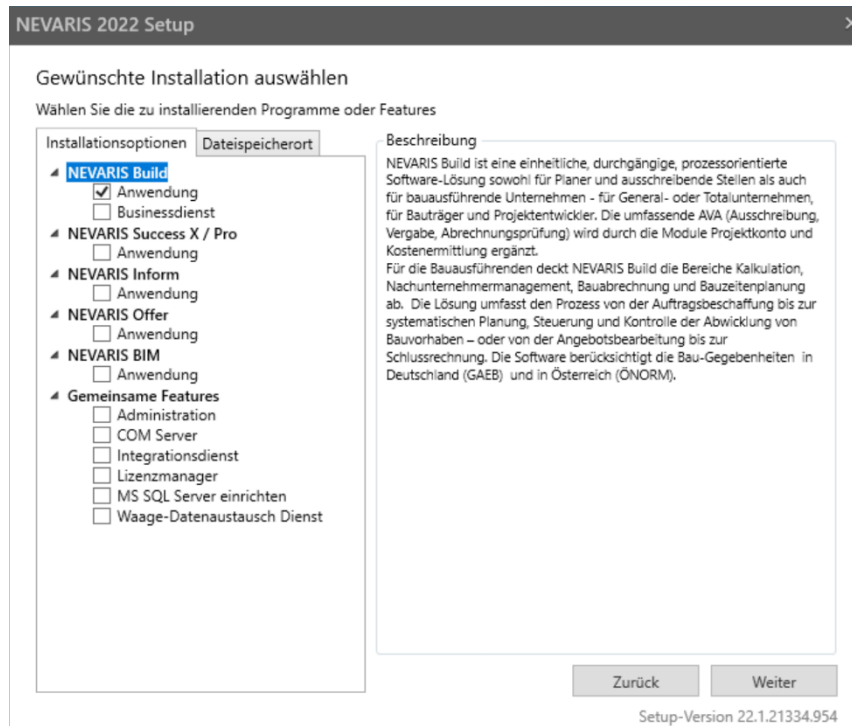 NEVARIS 2022 Setup
Gewünschte Installation auswählen
Wählen Sie die zu installierenden Programme oder Features
Installationsoptionen
Dateispeicherort
NEVARIS Build
Anwendung
Businessdienst
NEVARIS Success X / Pro
Anwendung
NEVARIS Inform
Anwendung
NEVARIS Offer
Anwendung
NEVARIS BIM
Anwendung
Gemeinsame Features
Administration
COM Server
Integrationsdienst
Lizenzmanager
MS SQL Server einrichten
Waage-Datenaustausch Dienst
Beschreibung
NEVARIS Build ist eine einheitliche, durchgängige, prozessorientierte
Software-Lösung sowohl für Planer und ausschreibende Stellen als auch
für bauausführende Unternehmen - für General- oder Totalunternehmen,
für Bauträger und Projektentwickler. Die umfassende AVA (Ausschreibung,
Vergabe, Abrechnungsprüfung) wird durch die Module Projektkonto und
Kostenermittlung ergänzt.
Für die Bauausführenden deckt NEVARIS Build die Bereiche Kalkulation,
Nachunternehmermanagement, Bauabrechnung und Bauzeitenplanung
ab. Die Lösung umfasst den Prozess von der Auftragsbeschaffung bis zur
systematischen Planung, Steuerung und Kontrolle der Abwicklung von
Bauvorhaben – oder von der Angebotsbearbeitung bis zur
Schlussrechnung. Die Software berücksichtigt die Bau-Gegebenheiten in
Deutschland (GAEB) und in Österreich (ÖNORM).
Zurück
Weiter
Setup-Version 22.1.21334.954